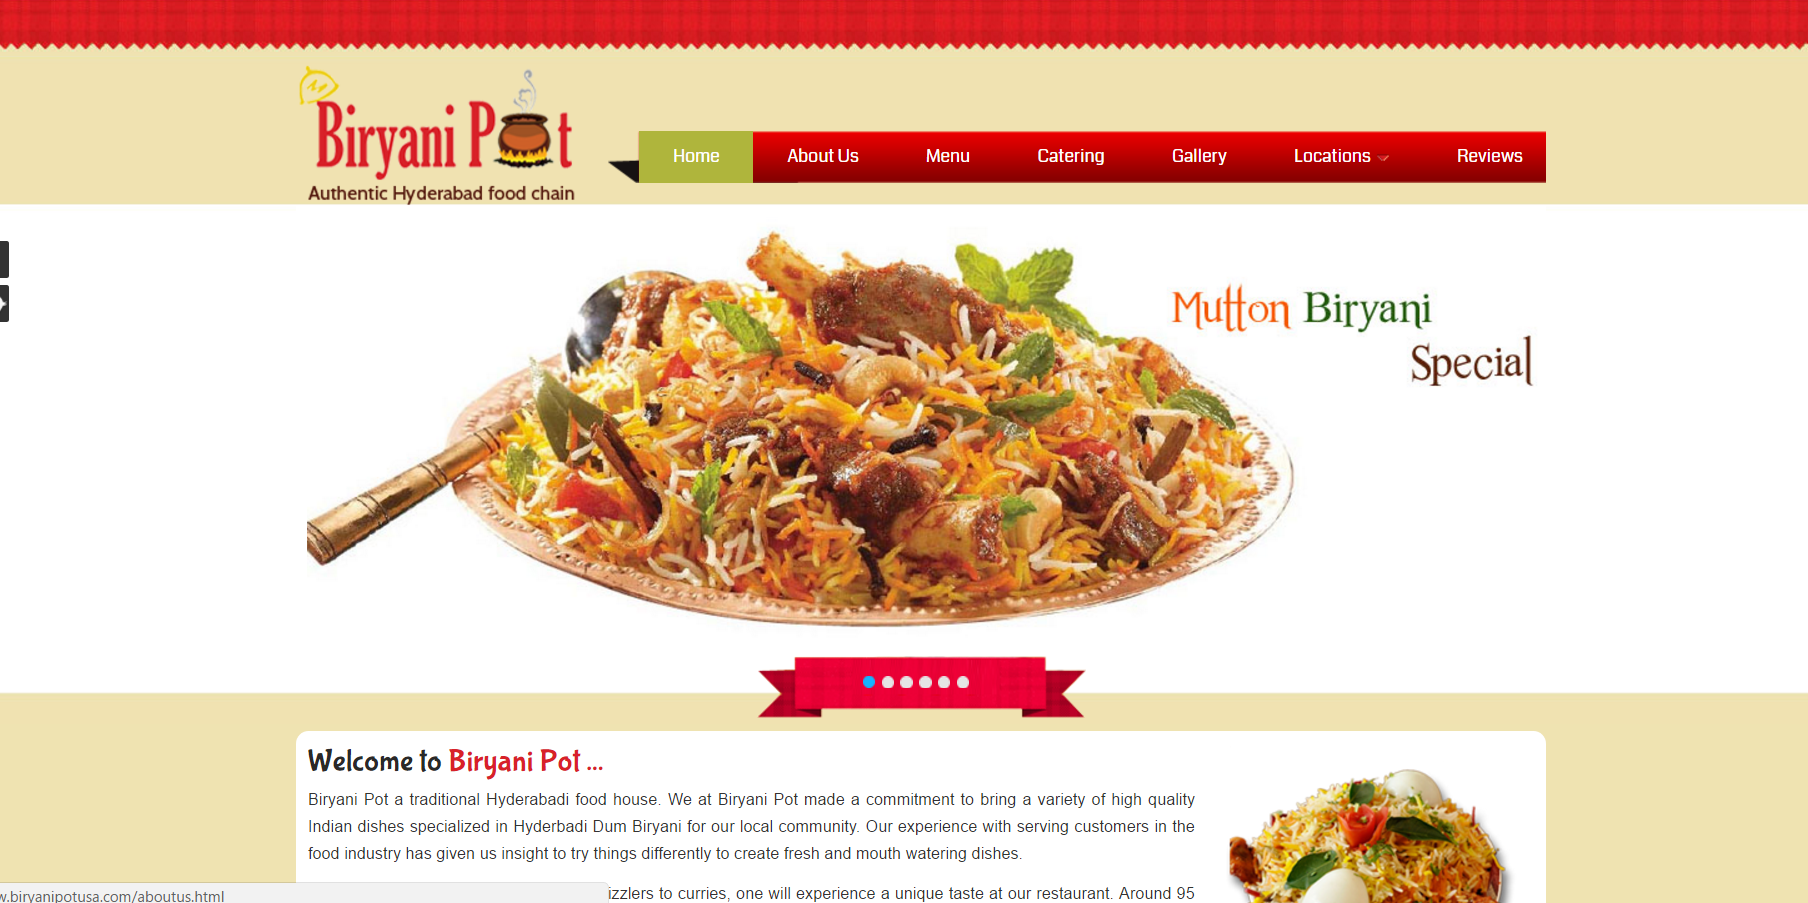 Biryani Pot
Authentic Hyderabad food chain
Home About Us Menu Catering Gallery Locations Reviews
Mutton Biryani
Special
Welcome to Biryani Pot ...
Biryani Pot a traditional Hyderabadi food house. We at Biryani Pot made a commitment to bring a variety of high quality
Indian dishes specialized in Hyderbadi Dum Biryani for our local community. Our experience with serving customers in the
food industry has given us insight to try things differently to create fresh and mouth watering dishes.
izzlers to curries, one will experience a unique taste at our restaurant. Around 95
w.biryanipotusa.com/aboutus.html